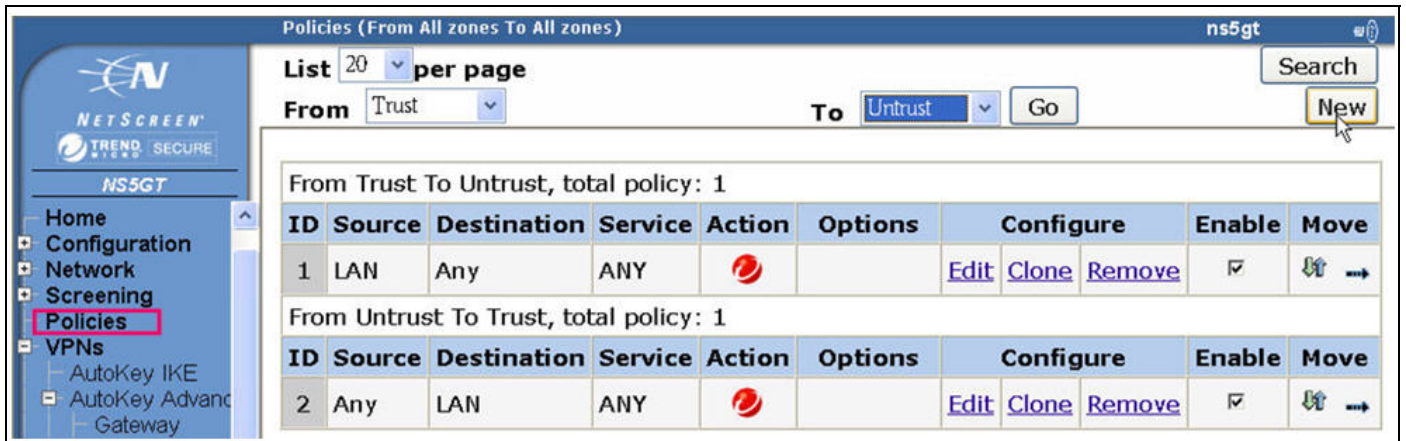 Policies (From All zones To All zones) ns5gt
List 20 per page Search
From Trust To Untrust Go New
NETSCREEN
TREND MICRO SECURE
NS5GT
Home
Configuration
Network
Screening
Policies
VPNs
AutoKey IKE
AutoKey Advanc
Gateway
From Trust To Untrust, total policy: 1
ID Source Destination Service Action Options Configure Enable Move
1 LAN Any ANY Edit Clone Remove
From Untrust To Trust, total policy: 1
ID Source Destination Service Action Options Configure Enable Move
2 Any LAN ANY Edit Clone Remove